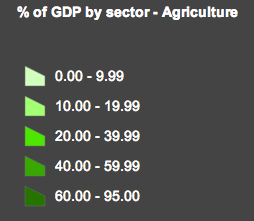 % of GDP by sector - Agriculture
0.00 - 9.99
10.00 - 19.99
20.00 - 39.99
40.00 - 59.99
60.00 - 95.00